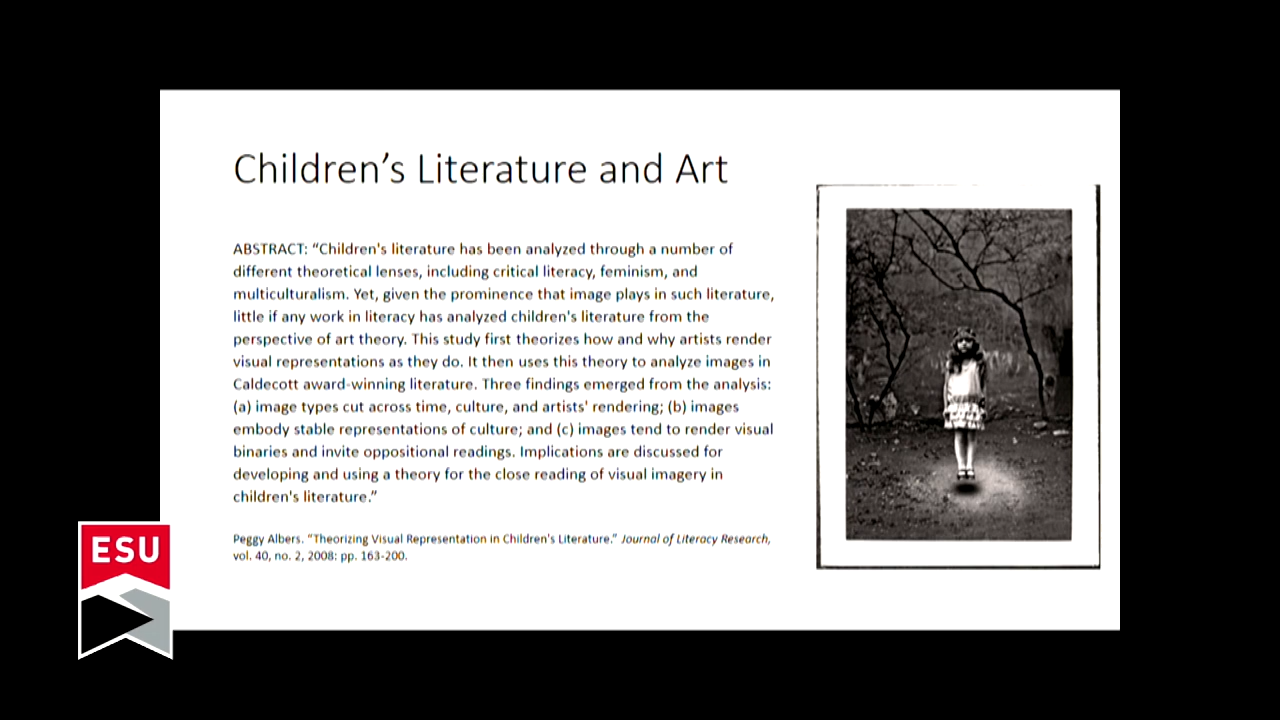 Children’s Literature and Art
ABSTRACT: “Children's literature has been analyzed through a number of
different theoretical lenses, including critical literacy, feminism, and
multiculturalism. Yet, given the prominence that image plays in such literature,
little if any work in literacy has analyzed children's literature from the
perspective of art theory. This study first theorizes how and why artists render
visual representations as they do. It then uses this theory to analyze images in
Caldecott award-winning literature. Three findings emerged from the analysis:
(a) image types cut across time, culture, and artists' rendering; (b) images
embody stable representations of culture; and (c) images tend to render visual
binaries and invite oppositional readings. Implications are discussed for
developing and using a theory for the close reading of visual imagery in
children's literature.”
Peggy Albers. “Theorizing Visual Representation in Children's Literature.” Journal of Literacy Research,
vol. 40, no. 2, 2008: pp. 163-200.
ESU